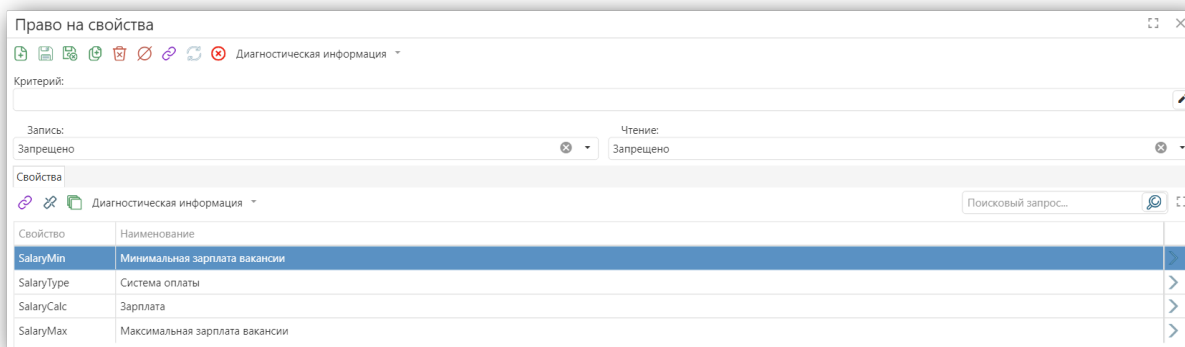 Право на свойства
Диагностическая информация
Критерий:
Запись: Чтение:
Запрещено Запрещено
Свойства
Диагностическая информация Поисковый запрос...
Свойство Наименование
SalaryMin Минимальная зарплата вакансии
SalaryType Система оплаты
SalaryCalc Зарплата
SalaryMax Максимальная зарплата вакансии